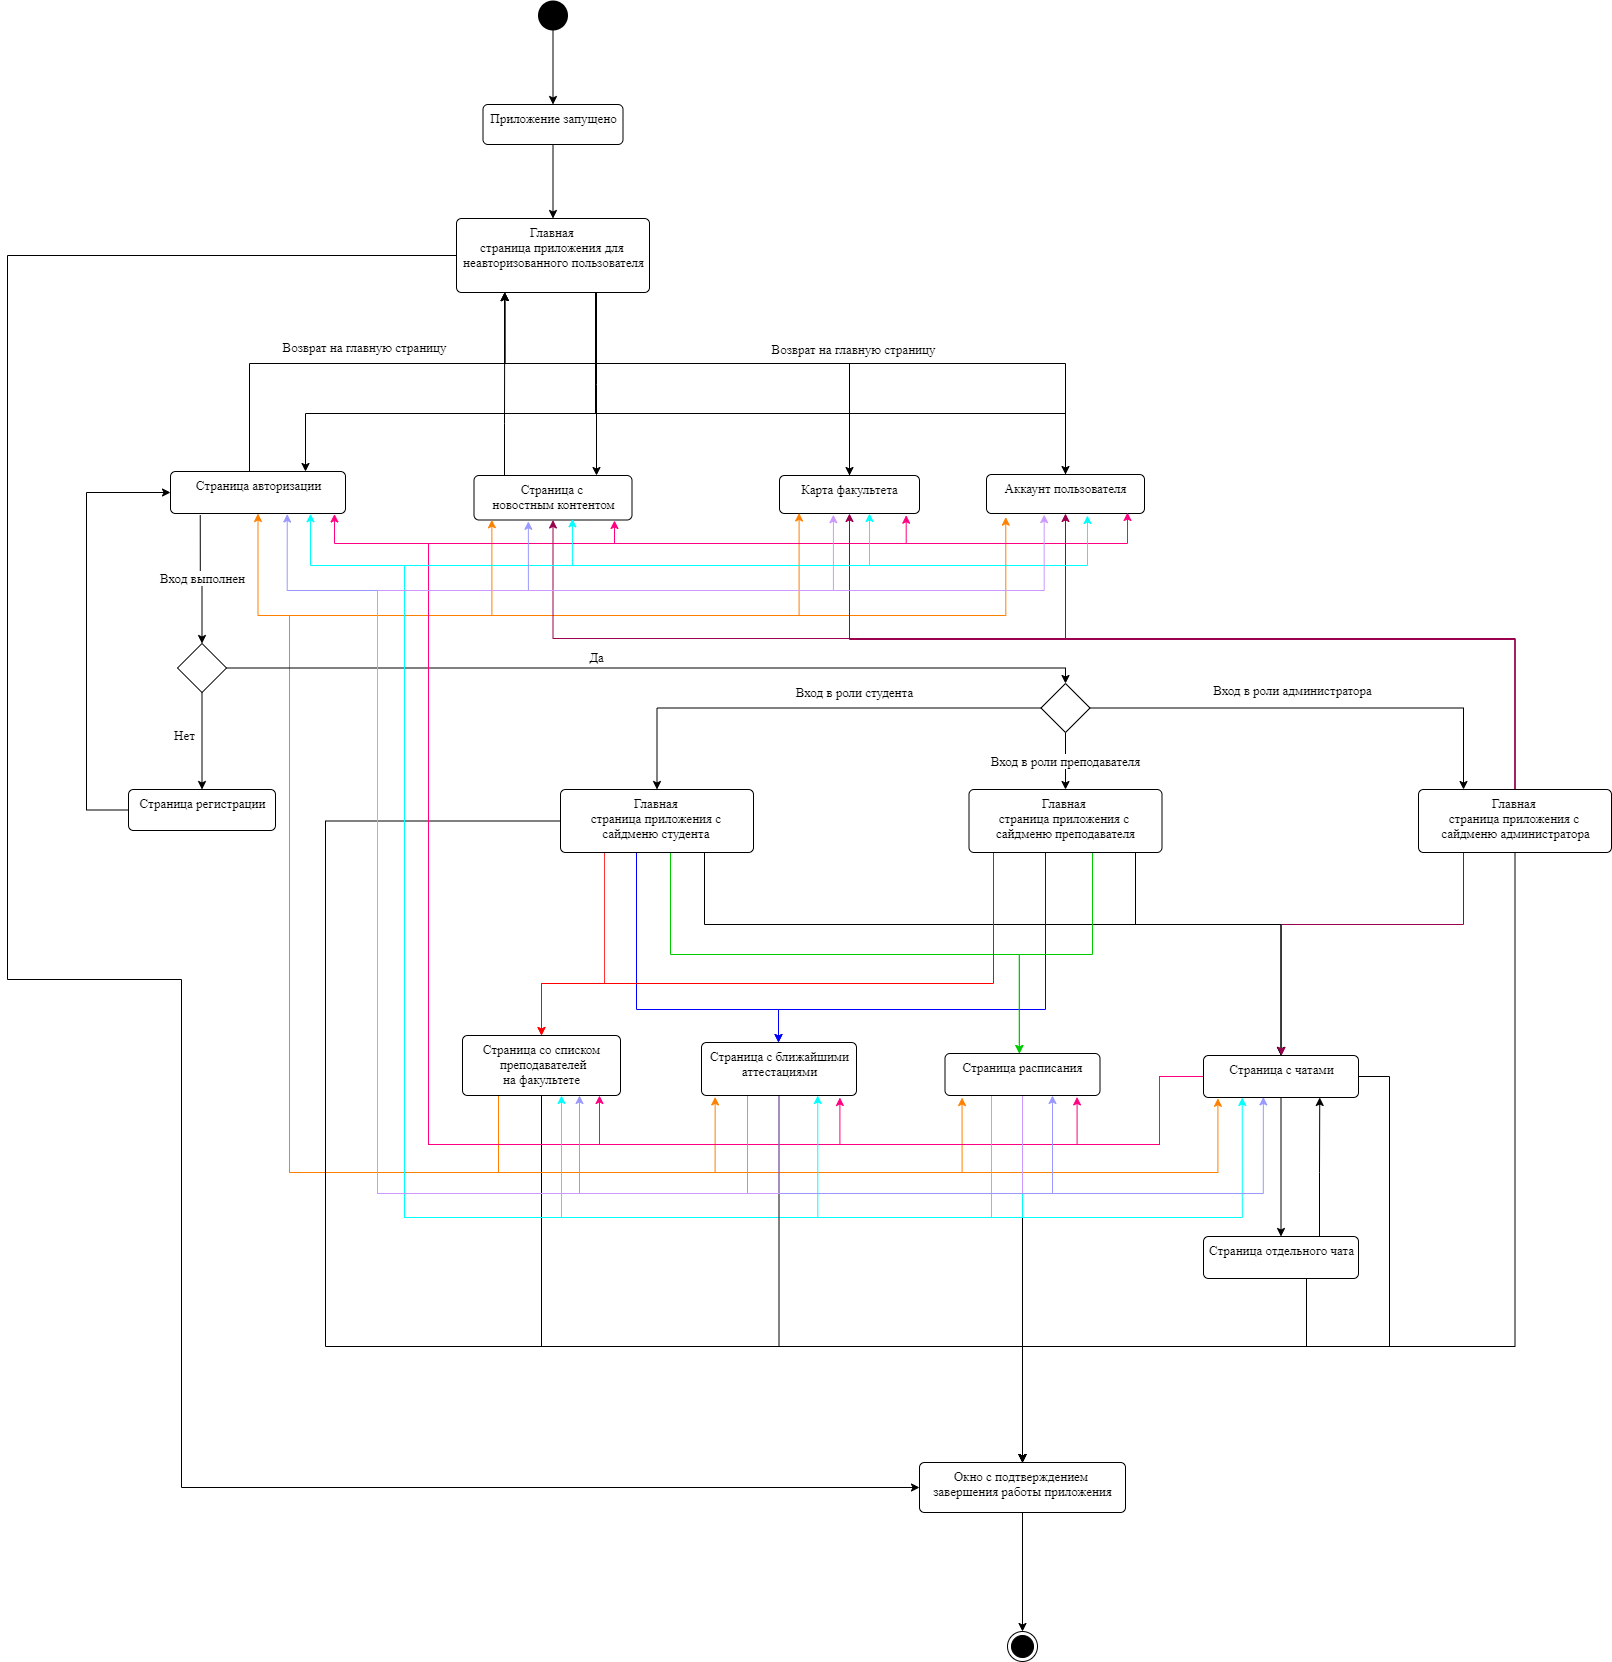 Приложение запущено
Главная
страница приложения для
неавторизованного пользователя
Возврат на главную страницу
Возврат на главную страницу
Страница авторизации
Страница с
новостным контентом
Карта факультета
Аккаунт пользователя
Вход выполнен
Да
Вход в роли студента
Вход в роли администратора
Нет
Вход в роли преподавателя
Страница регистрации
Главная
страница приложения с
сайдменю студента
Главная
страница приложения с
сайдменю преподавателя
Главная
страница приложения с
сайдменю администратора
Страница со списком
преподавателей
на факультете
Страница с ближайшими
аттестациями
Страница расписания
Страница с чатами
Страница отдельного чата
Окно с подтверждением
завершения работы приложения